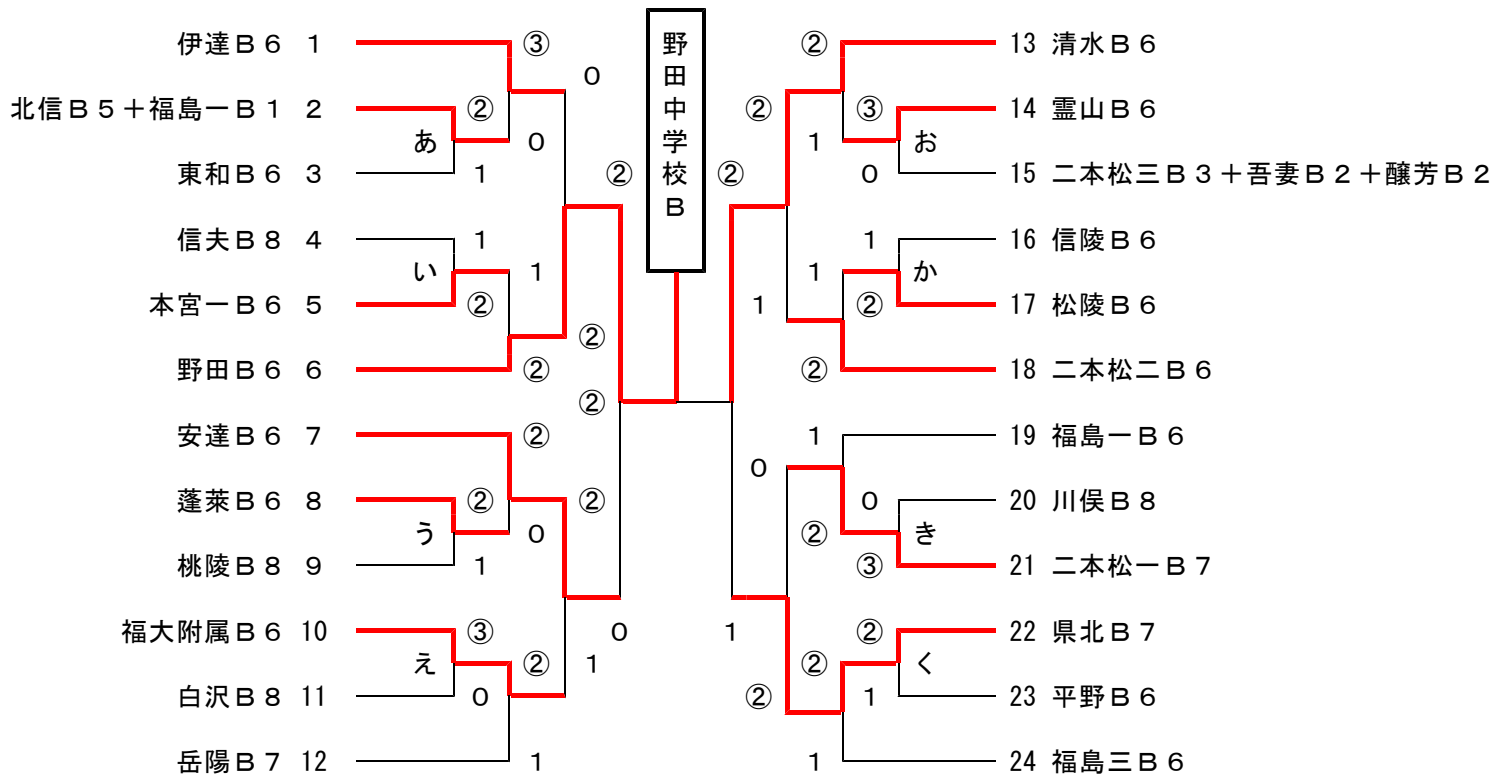 伊達Ｂ６ 1 ③
北信Ｂ５＋福島一Ｂ１ 2 ②
あ 0
東和Ｂ６ 3 1
0
信夫Ｂ８ 4 1
い 1
本宮一Ｂ６ 5 ②
野田Ｂ６ 6 ②
②
②
安達Ｂ６ 7 ②
蓬莱Ｂ６ 8 ② ②
う 0
桃陵Ｂ８ 9 1
福大附属Ｂ６ 10 ③ 0
え ② 1
白沢Ｂ８ 11 0
岳陽Ｂ７ 12 1
②
野田中学校Ｂ
②
② 13 清水Ｂ６
② ③ 14 霊山Ｂ６
1 お
0 15 二本松三Ｂ３＋吾妻Ｂ２＋醸芳Ｂ２
1 16 信陵Ｂ６
1 か
1 ② 17 松陵Ｂ６
② 18 二本松二Ｂ６
1 19 福島一Ｂ６
0
0 20 川俣Ｂ８
② き
③ 21 二本松一Ｂ７
1 ② 22 県北Ｂ７
② く
② 1 23 平野Ｂ６
1 24 福島三Ｂ６